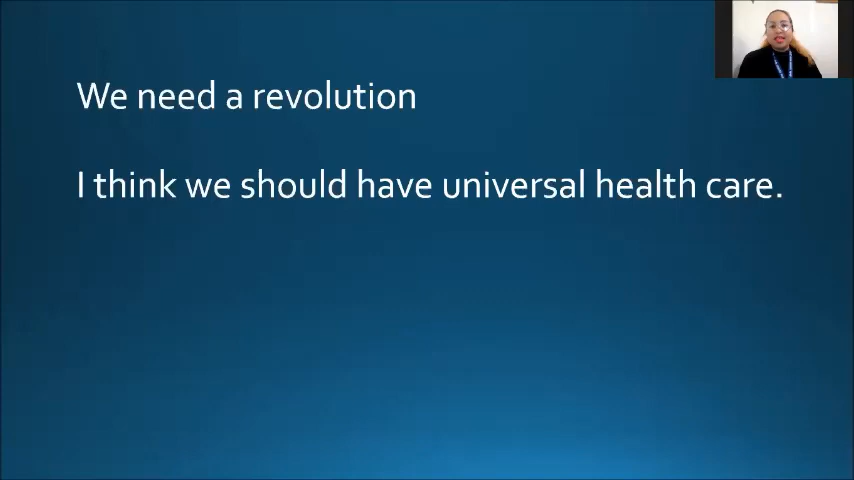 We need a revolution
I think we should have universal health care.